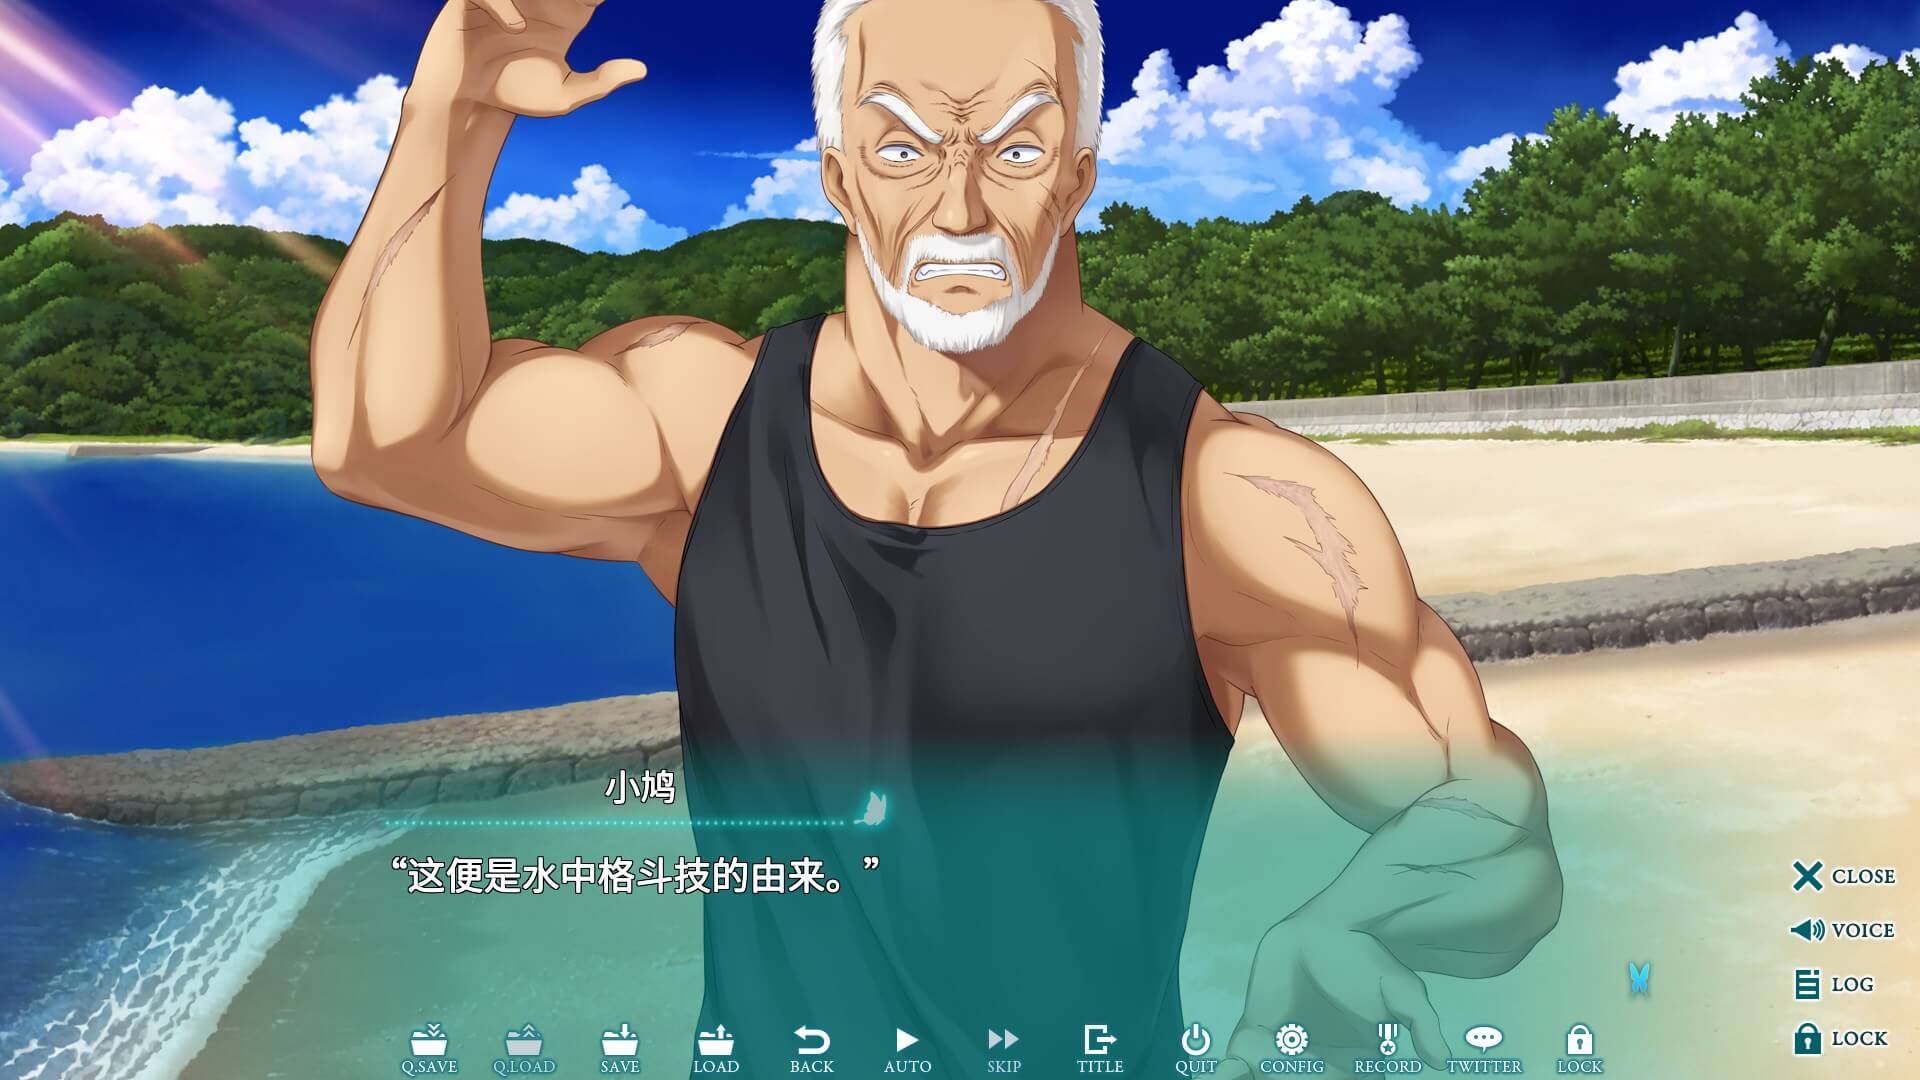 小鸠
“这便是水中格斗技的由来。”
CLOSE
VOICE
LOG
LOCK
Q.SAVE Q.LOAD SAVE LOAD BACK AUTO SKIP TITLE QUIT CONFIG RECORD TWITTER LOCK